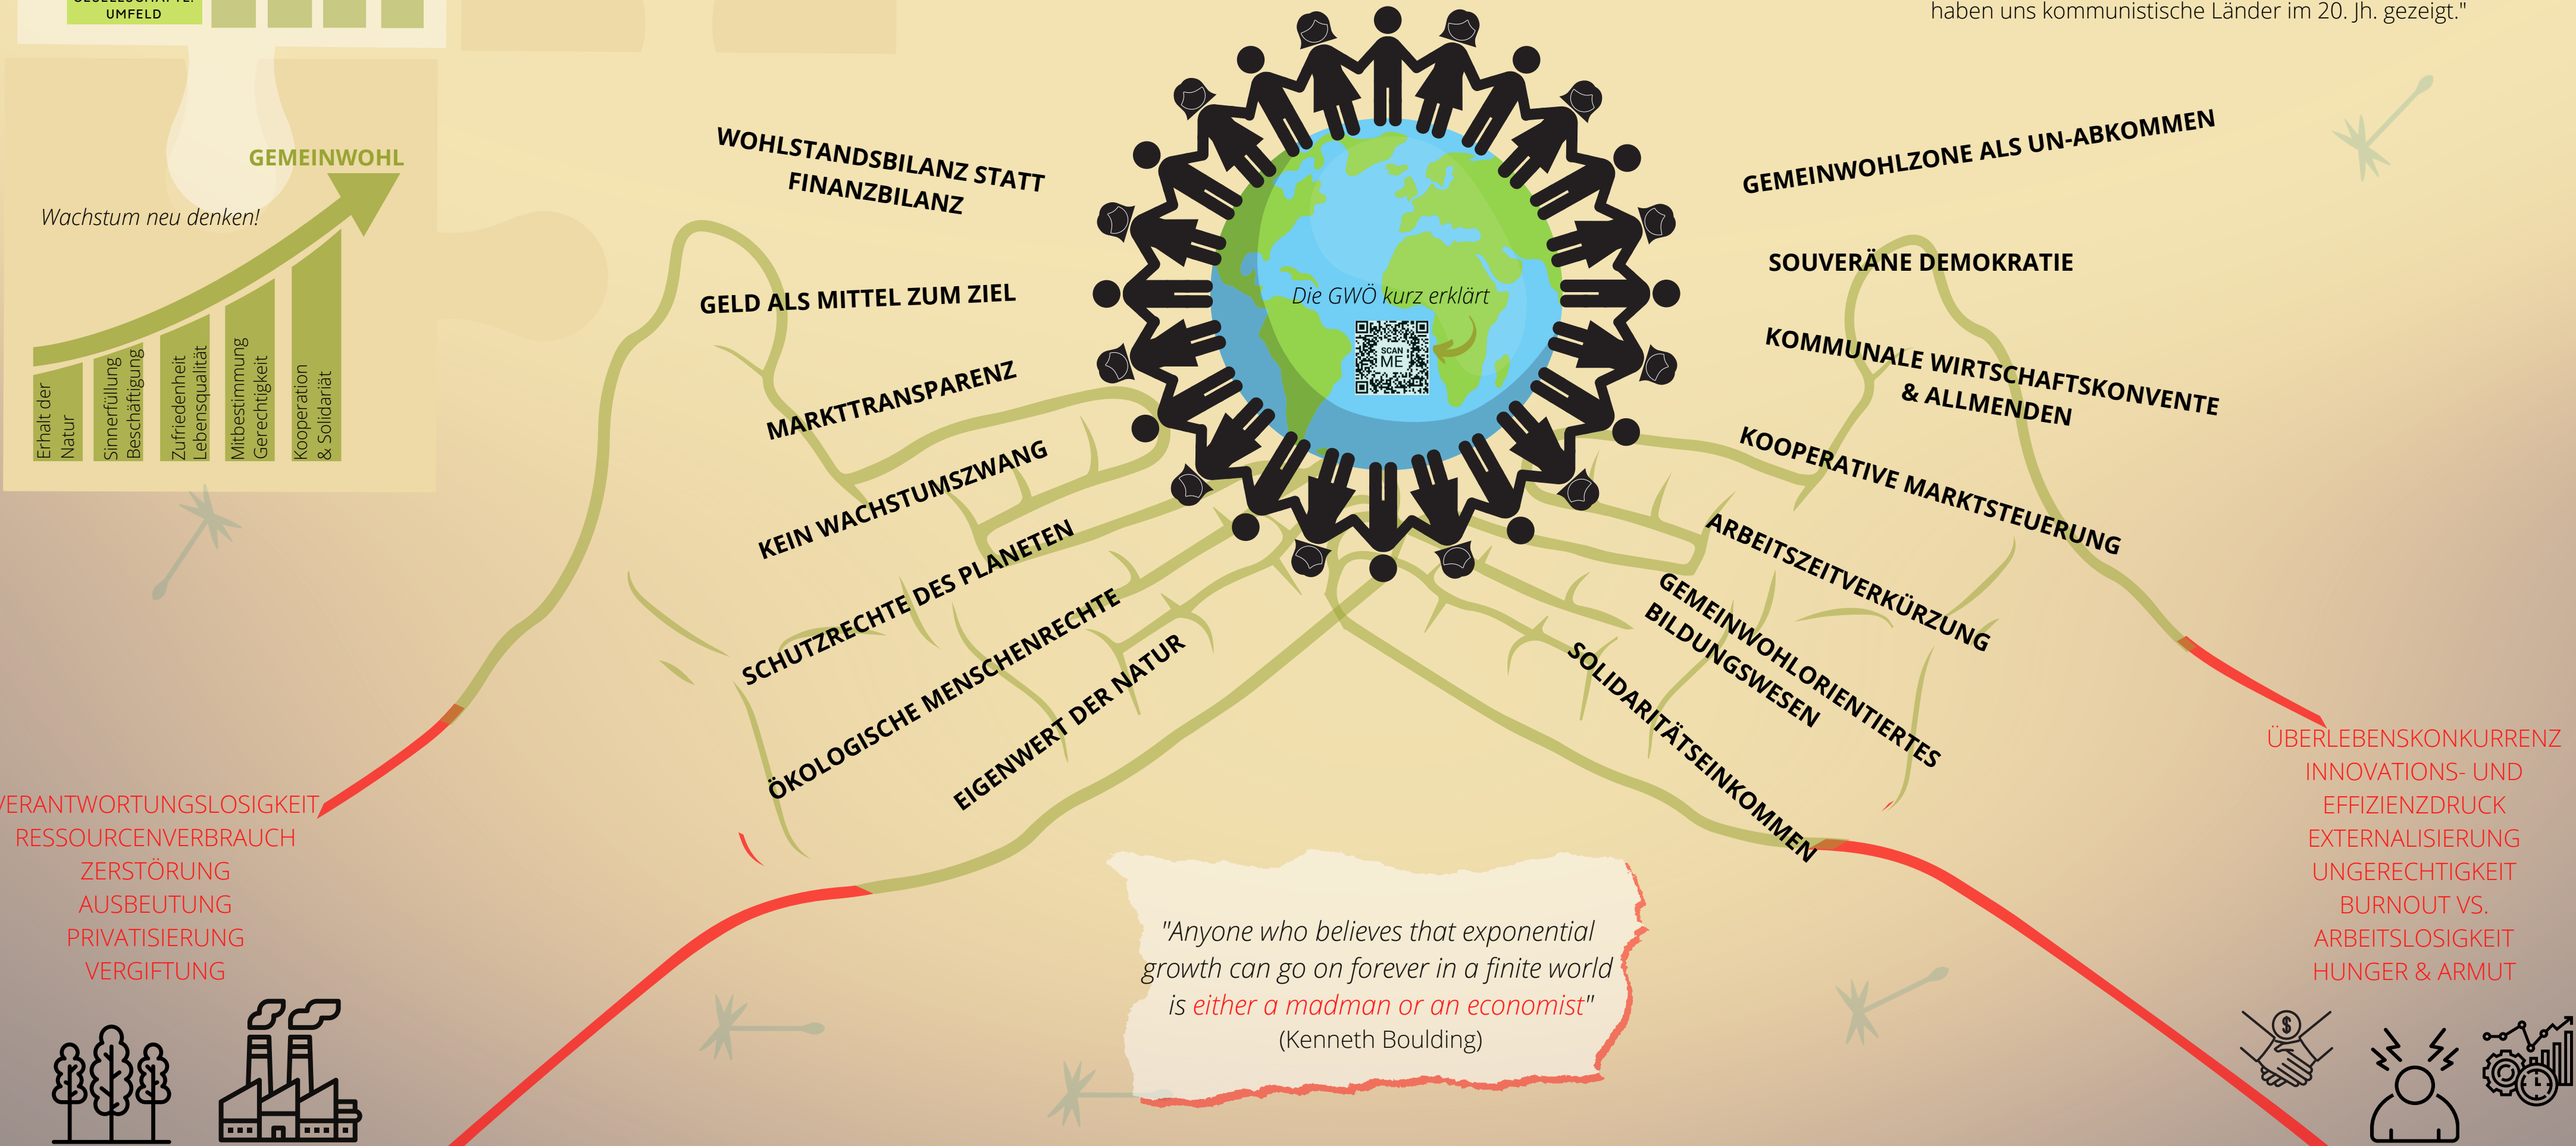 UMFELD
haben uns kommunistische Länder im 20. Jh. gezeigt."
GEMEINWOHL
Wachstum neu denken!
Erhalt der
Natur
Sinnerfüllung
Beschäftigung
Zufriedenheit
Lebensqualität
Mitbestimmung
Gerechtigkeit
Kooperation
& Solidariät
WOHLSTANDSBILANZ STATT
FINANZBILANZ
GELD ALS MITTEL ZUM ZIEL
MARKTTRANSPARENZ
KEIN WACHSTUMSZWANG
SCHUTZRECHTE DES PLANETEN
ÖKOLOGISCHE MENSCHENRECHTE
EIGENWERT DER NATUR
Die GWÖ kurz erklärt
SCAN
ME
GEMEINWOHLZONE ALS UN-ABKOMMEN
SOUVERÄNE DEMOKRATIE
KOMMUNALE WIRTSCHAFTSKONVENTE
& ALLMENDEN
KOOPERATIVE MARKTSTEUERUNG
ARBEITSZEITVERKÜRZUNG
GEMEINWOHLORIENTIERTES
BILDUNGSWESEN
SOLIDARITÄTSEINKOMMEN
VERANTWORTUNGSLOSIGKEIT
RESSOURCENVERBRAUCH
ZERSTÖRUNG
AUSBEUTUNG
PRIVATISIERUNG
VERGIFTUNG
ÜBERLEBENSKONKURRENZ
INNOVATIONS- UND
EFFIZIENZDRUCK
EXTERNALISIERUNG
UNGERECHTIGKEIT
BURNOUT VS.
ARBEITSLOSIGKEIT
HUNGER & ARMUT
"Anyone who believes that exponential
growth can go on forever in a finite world
is either a madman or an economist"
(Kenneth Boulding)
$